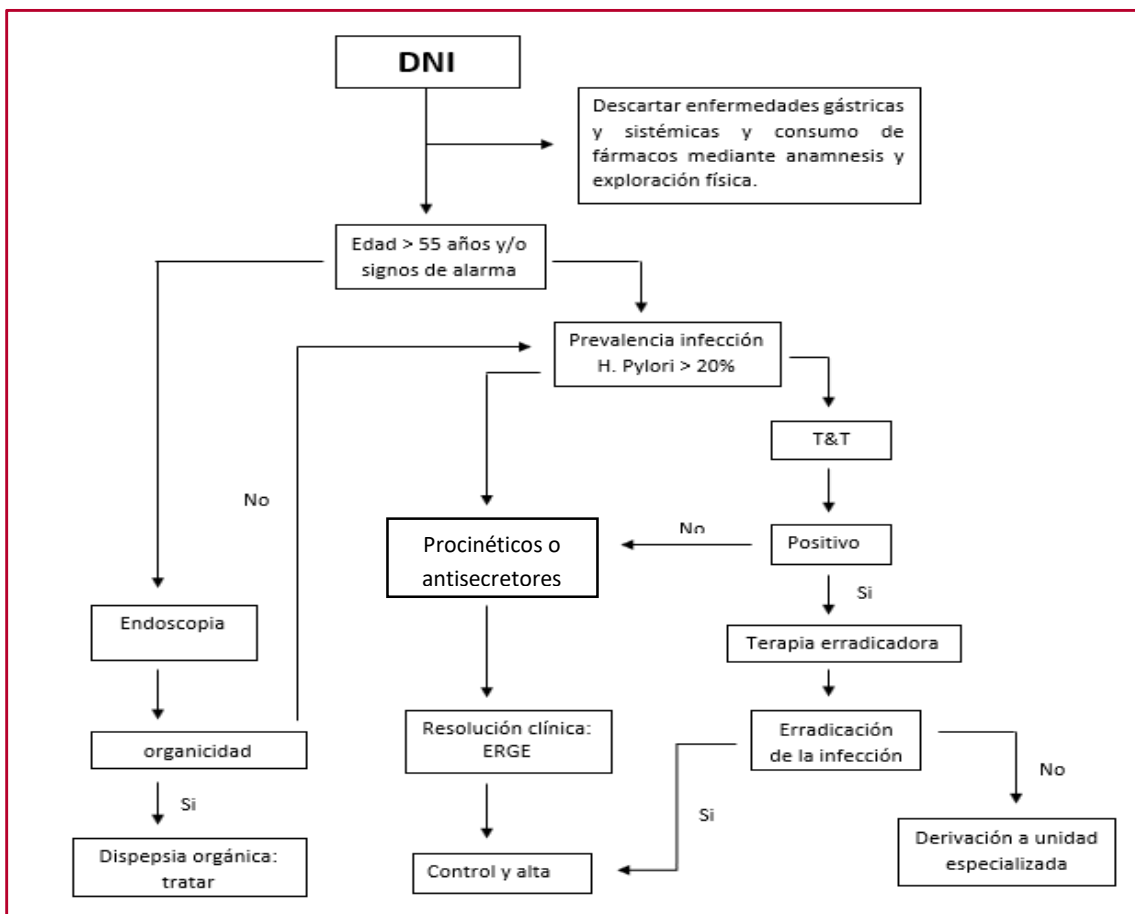 DNI
Descartar enfermedades gástricas
y sistémicas y consumo de
fármacos mediante anamnesis y
exploración física.
Edad > 55 años y/o
signos de alarma
Prevalencia infección
H. Pylori > 20%
T&T
No
Procinéticos o
antisecretores
No
Positivo
Si
Endoscopia
Terapia erradicadora
organicidad
Resolución clínica:
ERGE
Erradicación
de la infección
Si
No
Si
Dispepsia orgánica:
tratar
Control y alta
Derivación a unidad
especializada